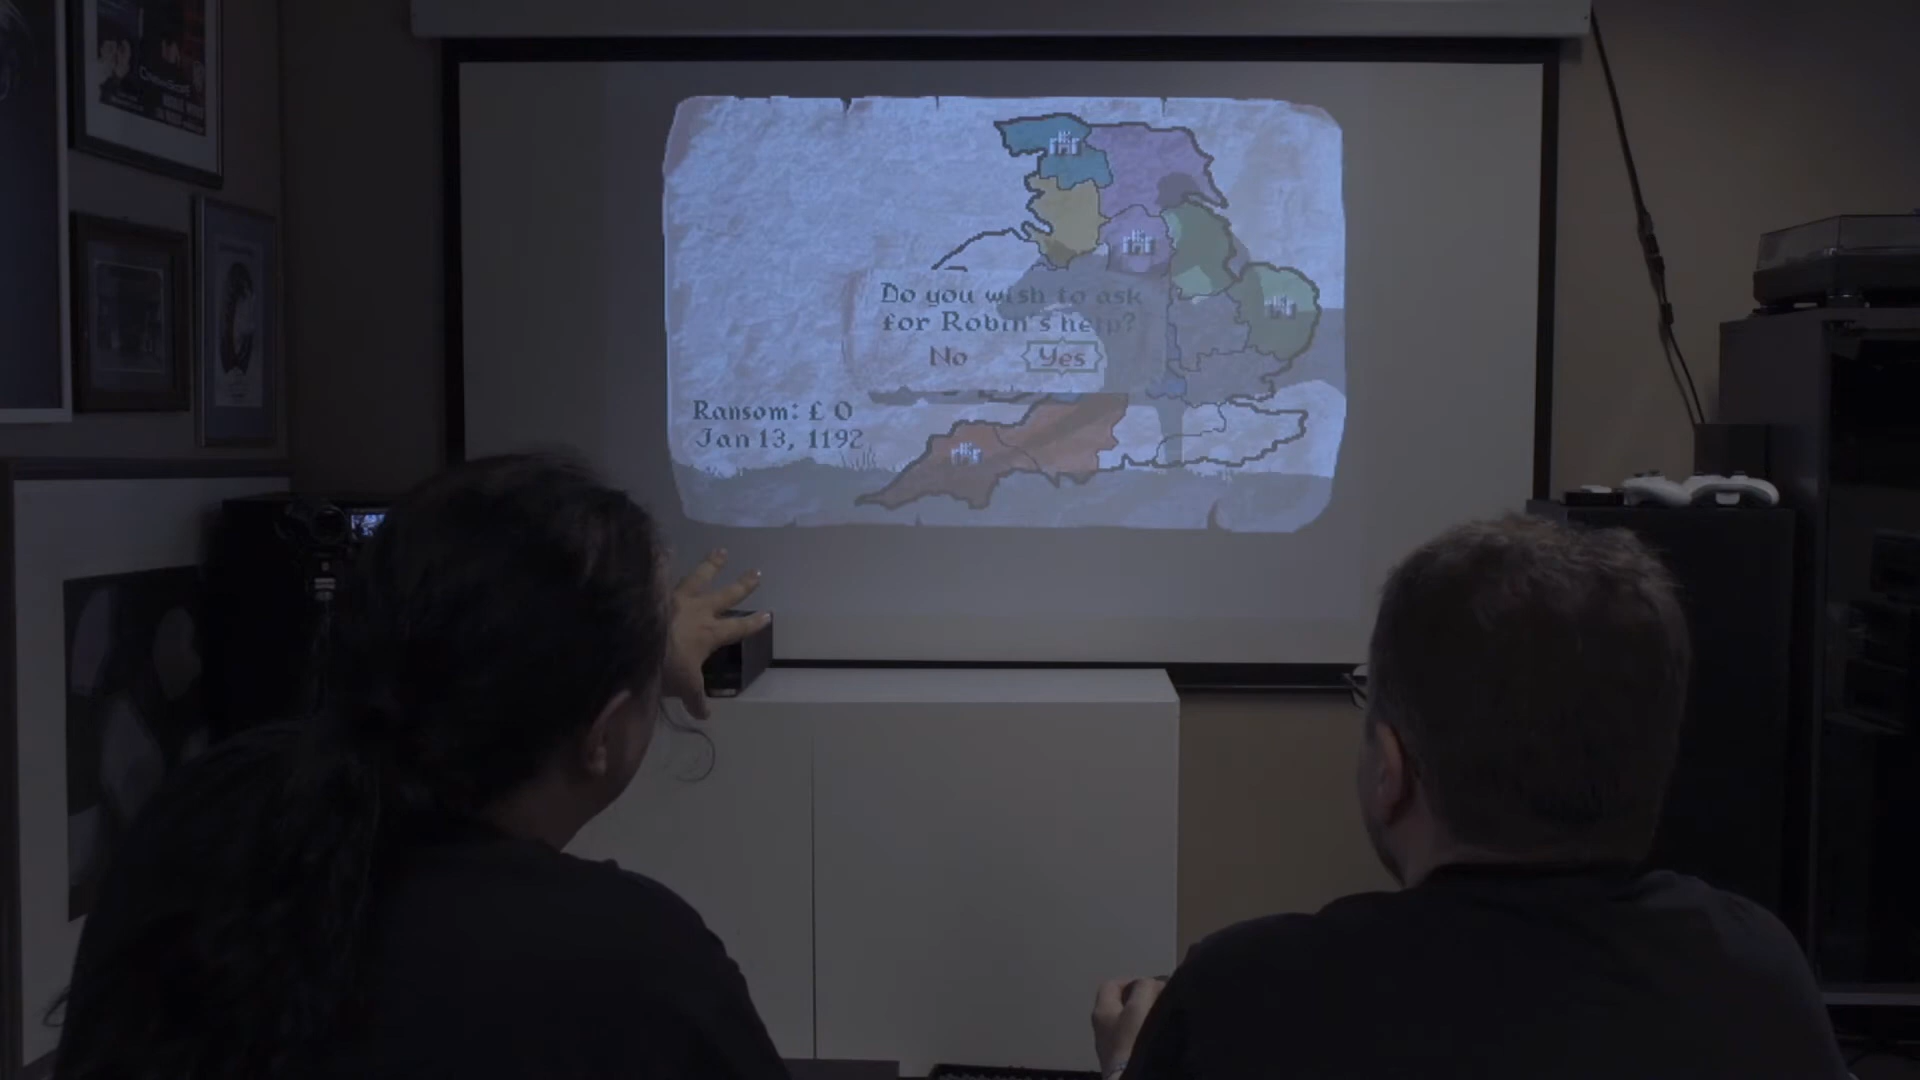 Do you wish to ask
for Robin's help?
No Yes
Ransom: £ 0
Jan 13, 1192